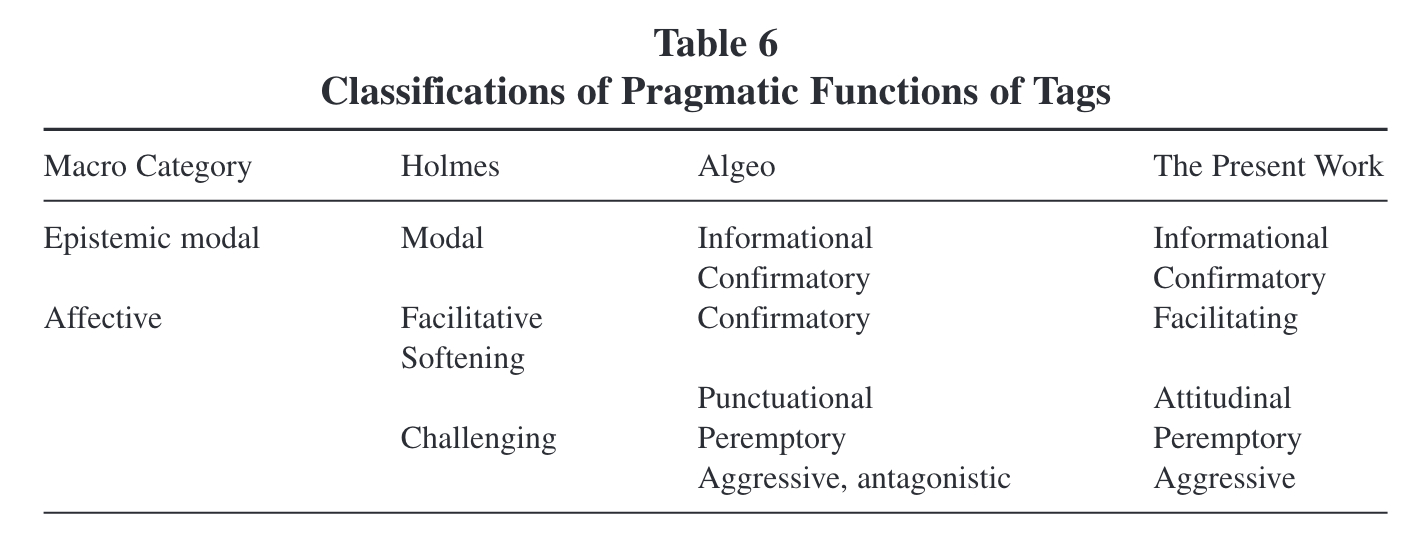 Table 6
Classifications of Pragmatic Functions of Tags
Macro Category Holmes Algeo The Present Work
Epistemic modal Modal Informational Informational
Confirmatory Confirmatory
Affective Facilitative Confirmatory Facilitating
Softening
Punctuational Attitudinal
Challenging Peremptory Peremptory
Aggressive, antagonistic Aggressive